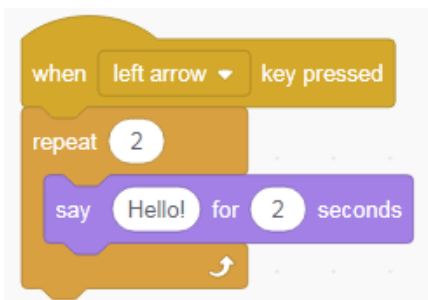 when left arrow key pressed
repeat 2
say Hello! for 2 seconds